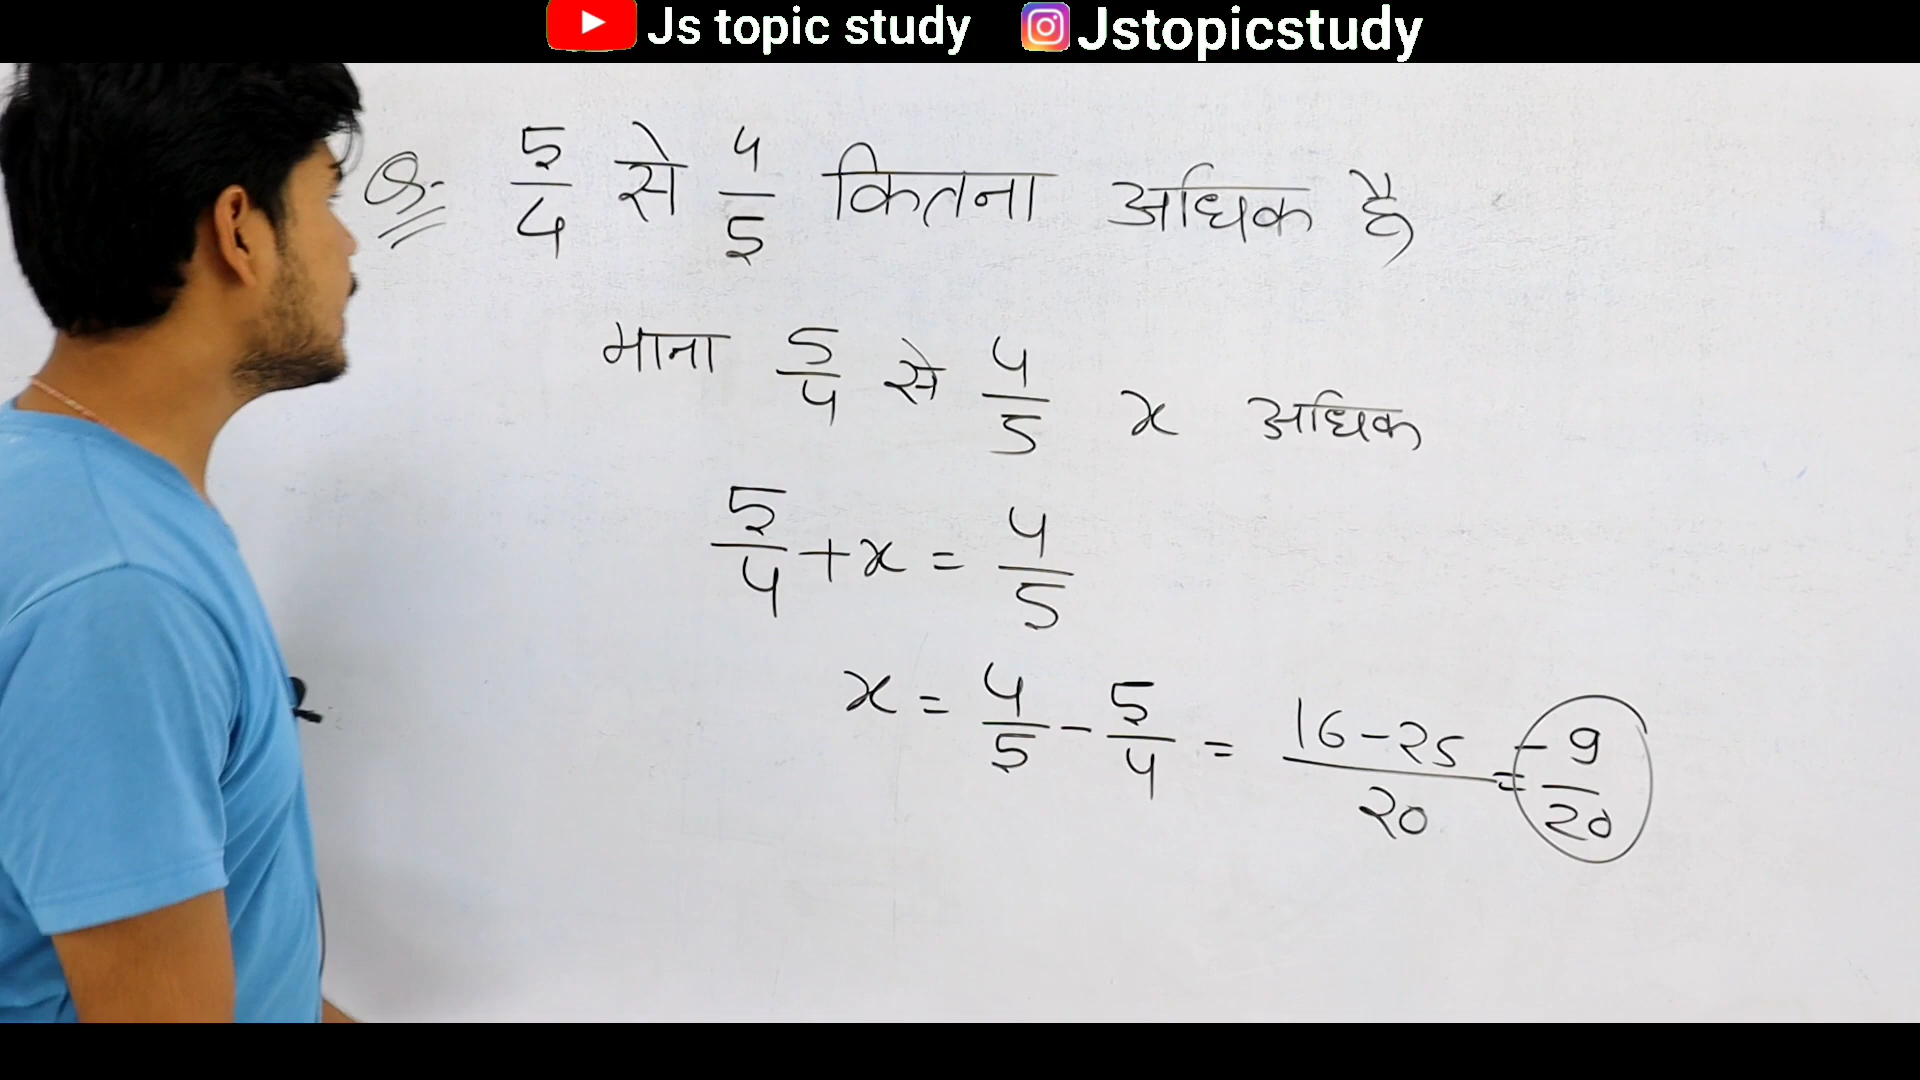 Js topic study Jstopicstudy
Q. 5/4 से 4/5 कितना अधिक है
माना 5/4 से 4/5 x अधिक
5/4 + x = 4/5
x = 4/5 - 5/4 = 16-25/20 = -9/20